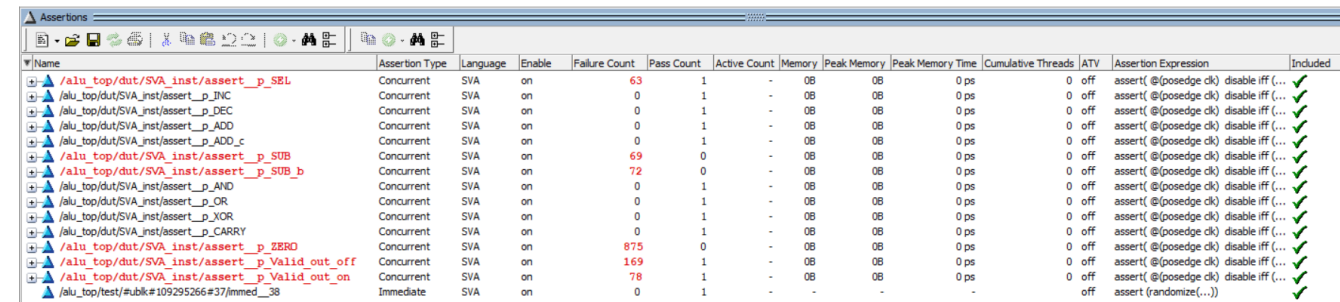 Assertions
Name Assertion Type Language Enable Failure Count Pass Count Active Count Memory Peak Memory Peak Memory Time Cumulative Threads ATV Assertion Expression Included
/alu_top/dut/SVA_inst/assert__p_SEL Concurrent SVA on 63 1 - 0B 0B 0 ps 0 off assert( @(posedge clk) disable iff (...
/alu_top/dut/SVA_inst/assert__p_INC Concurrent SVA on 0 1 - 0B 0B 0 ps 0 off assert( @(posedge clk) disable iff (...
/alu_top/dut/SVA_inst/assert__p_DEC Concurrent SVA on 0 1 - 0B 0B 0 ps 0 off assert( @(posedge clk) disable iff (...
/alu_top/dut/SVA_inst/assert__p_ADD Concurrent SVA on 0 1 - 0B 0B 0 ps 0 off assert( @(posedge clk) disable iff (...
/alu_top/dut/SVA_inst/assert__p_ADD_c Concurrent SVA on 0 1 - 0B 0B 0 ps 0 off assert( @(posedge clk) disable iff (...
/alu_top/dut/SVA_inst/assert__p_SUB Concurrent SVA on 69 0 - 0B 0B 0 ps 0 off assert( @(posedge clk) disable iff (...
/alu_top/dut/SVA_inst/assert__p_SUB_b Concurrent SVA on 72 0 - 0B 0B 0 ps 0 off assert( @(posedge clk) disable iff (...
/alu_top/dut/SVA_inst/assert__p_AND Concurrent SVA on 0 1 - 0B 0B 0 ps 0 off assert( @(posedge clk) disable iff (...
/alu_top/dut/SVA_inst/assert__p_OR Concurrent SVA on 0 1 - 0B 0B 0 ps 0 off assert( @(posedge clk) disable iff (...
/alu_top/dut/SVA_inst/assert__p_XOR Concurrent SVA on 0 1 - 0B 0B 0 ps 0 off assert( @(posedge clk) disable iff (...
/alu_top/dut/SVA_inst/assert__p_CARRY Concurrent SVA on 0 1 - 0B 0B 0 ps 0 off assert( @(posedge clk) disable iff (...
/alu_top/dut/SVA_inst/assert__p_ZERO Concurrent SVA on 875 0 - 0B 0B 0 ps 0 off assert( @(posedge clk) disable iff (...
/alu_top/dut/SVA_inst/assert__p_Valid_out_off Concurrent SVA on 169 1 - 0B 0B 0 ps 0 off assert( @(posedge clk) disable iff (...
/alu_top/dut/SVA_inst/assert__p_Valid_out_on Concurrent SVA on 78 1 - 0B 0B 0 ps 0 off assert( @(posedge clk) disable iff (...
/alu_top/test/#ublk#109295266#37/immed__38 Immediate SVA on 0 1 - - - - off assert (randomize(...))